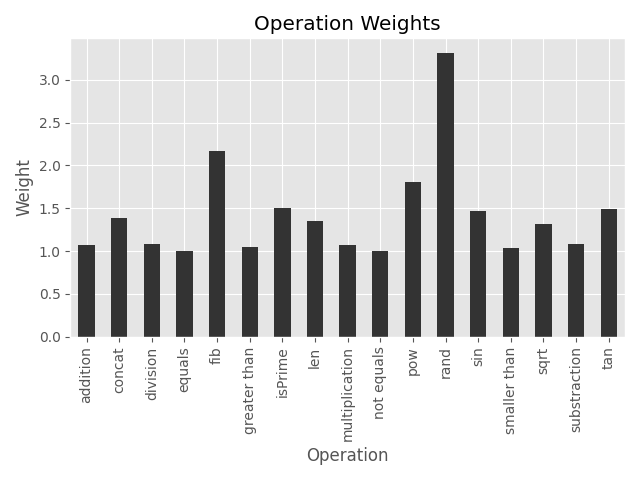 Operation Weights
Weight
3.0
2.5
2.0
1.5
1.0
0.5
0.0
addition
concat
division
equals
fib
greater than
isPrime
len
multiplication
not equals
pow
rand
sin
smaller than
sqrt
substraction
tan
Operation